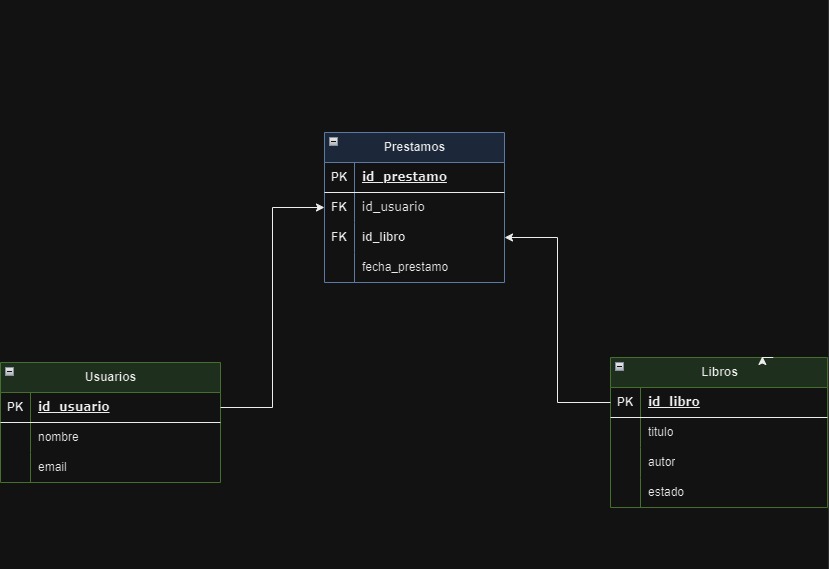 Prestamos
PK id_prestamo
FK id_usuario
FK id_libro
fecha_prestamo
Usuarios
PK id_usuario
nombre
email
Libros
PK id_libro
titulo
autor
estado